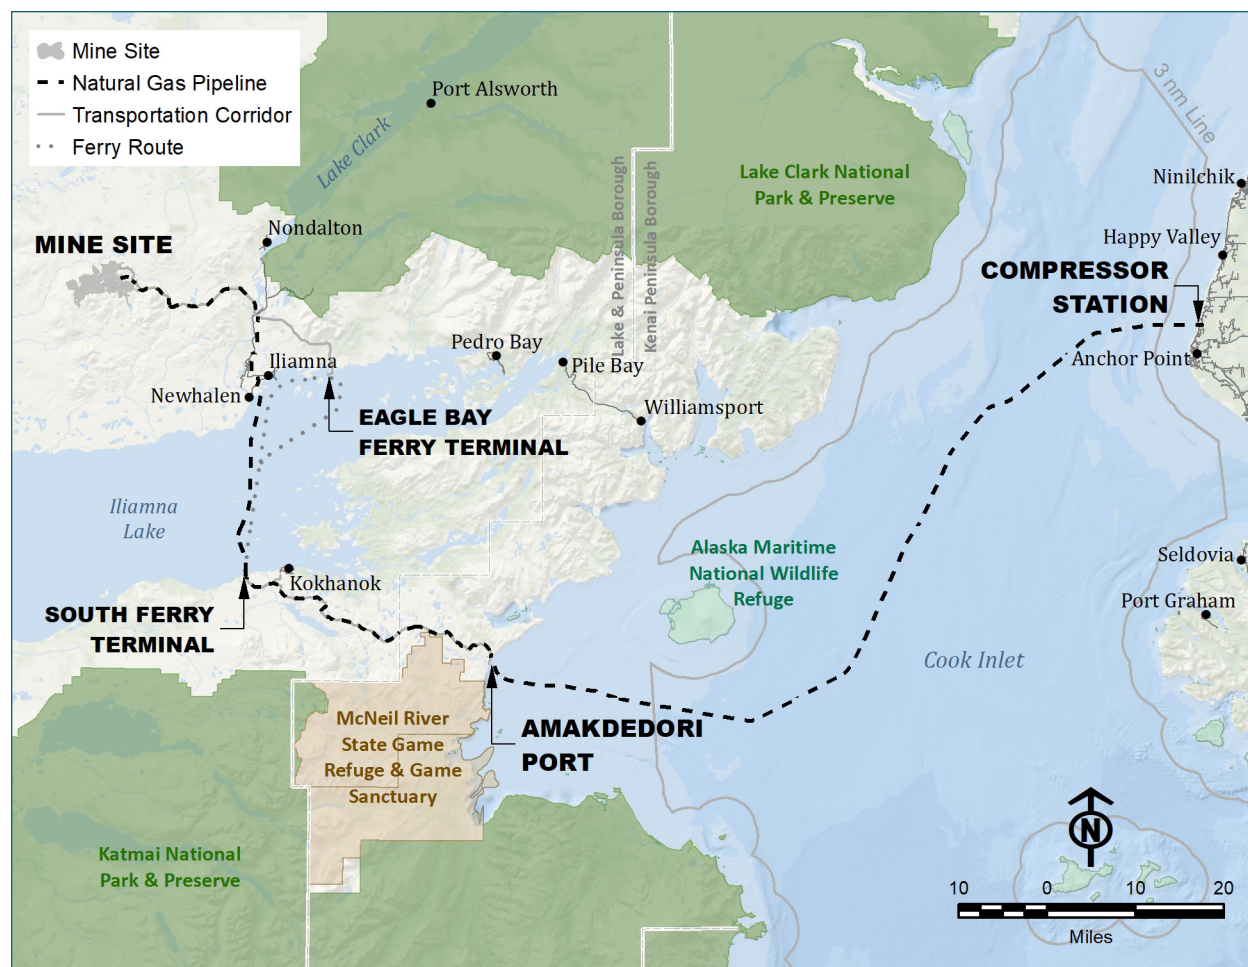 Mine Site
Natural Gas Pipeline
Transportation Corridor
Ferry Route
Port Alsworth
Lake Clark
3 nm Line
Lake Clark National
Park & Preserve
Ninilchik
Lake & Peninsula Borough
Kenai Peninsula Borough
Nondalton
MINE SITE
Happy Valley
COMPRESSOR
STATION
Pedro Bay
Pile Bay
Anchor Point
Iliamna
Newhalen
Williamsport
EAGLE BAY
FERRY TERMINAL
Iliamna
Lake
Alaska Maritime
National Wildlife
Refuge
Seldovia
Kokhanok
Port Graham
SOUTH FERRY
TERMINAL
Cook Inlet
McNeil River
State Game
Refuge & Game
Sanctuary
AMAKDEDORI
PORT
Katmai National
Park & Preserve
N
10 0 10 20
Miles